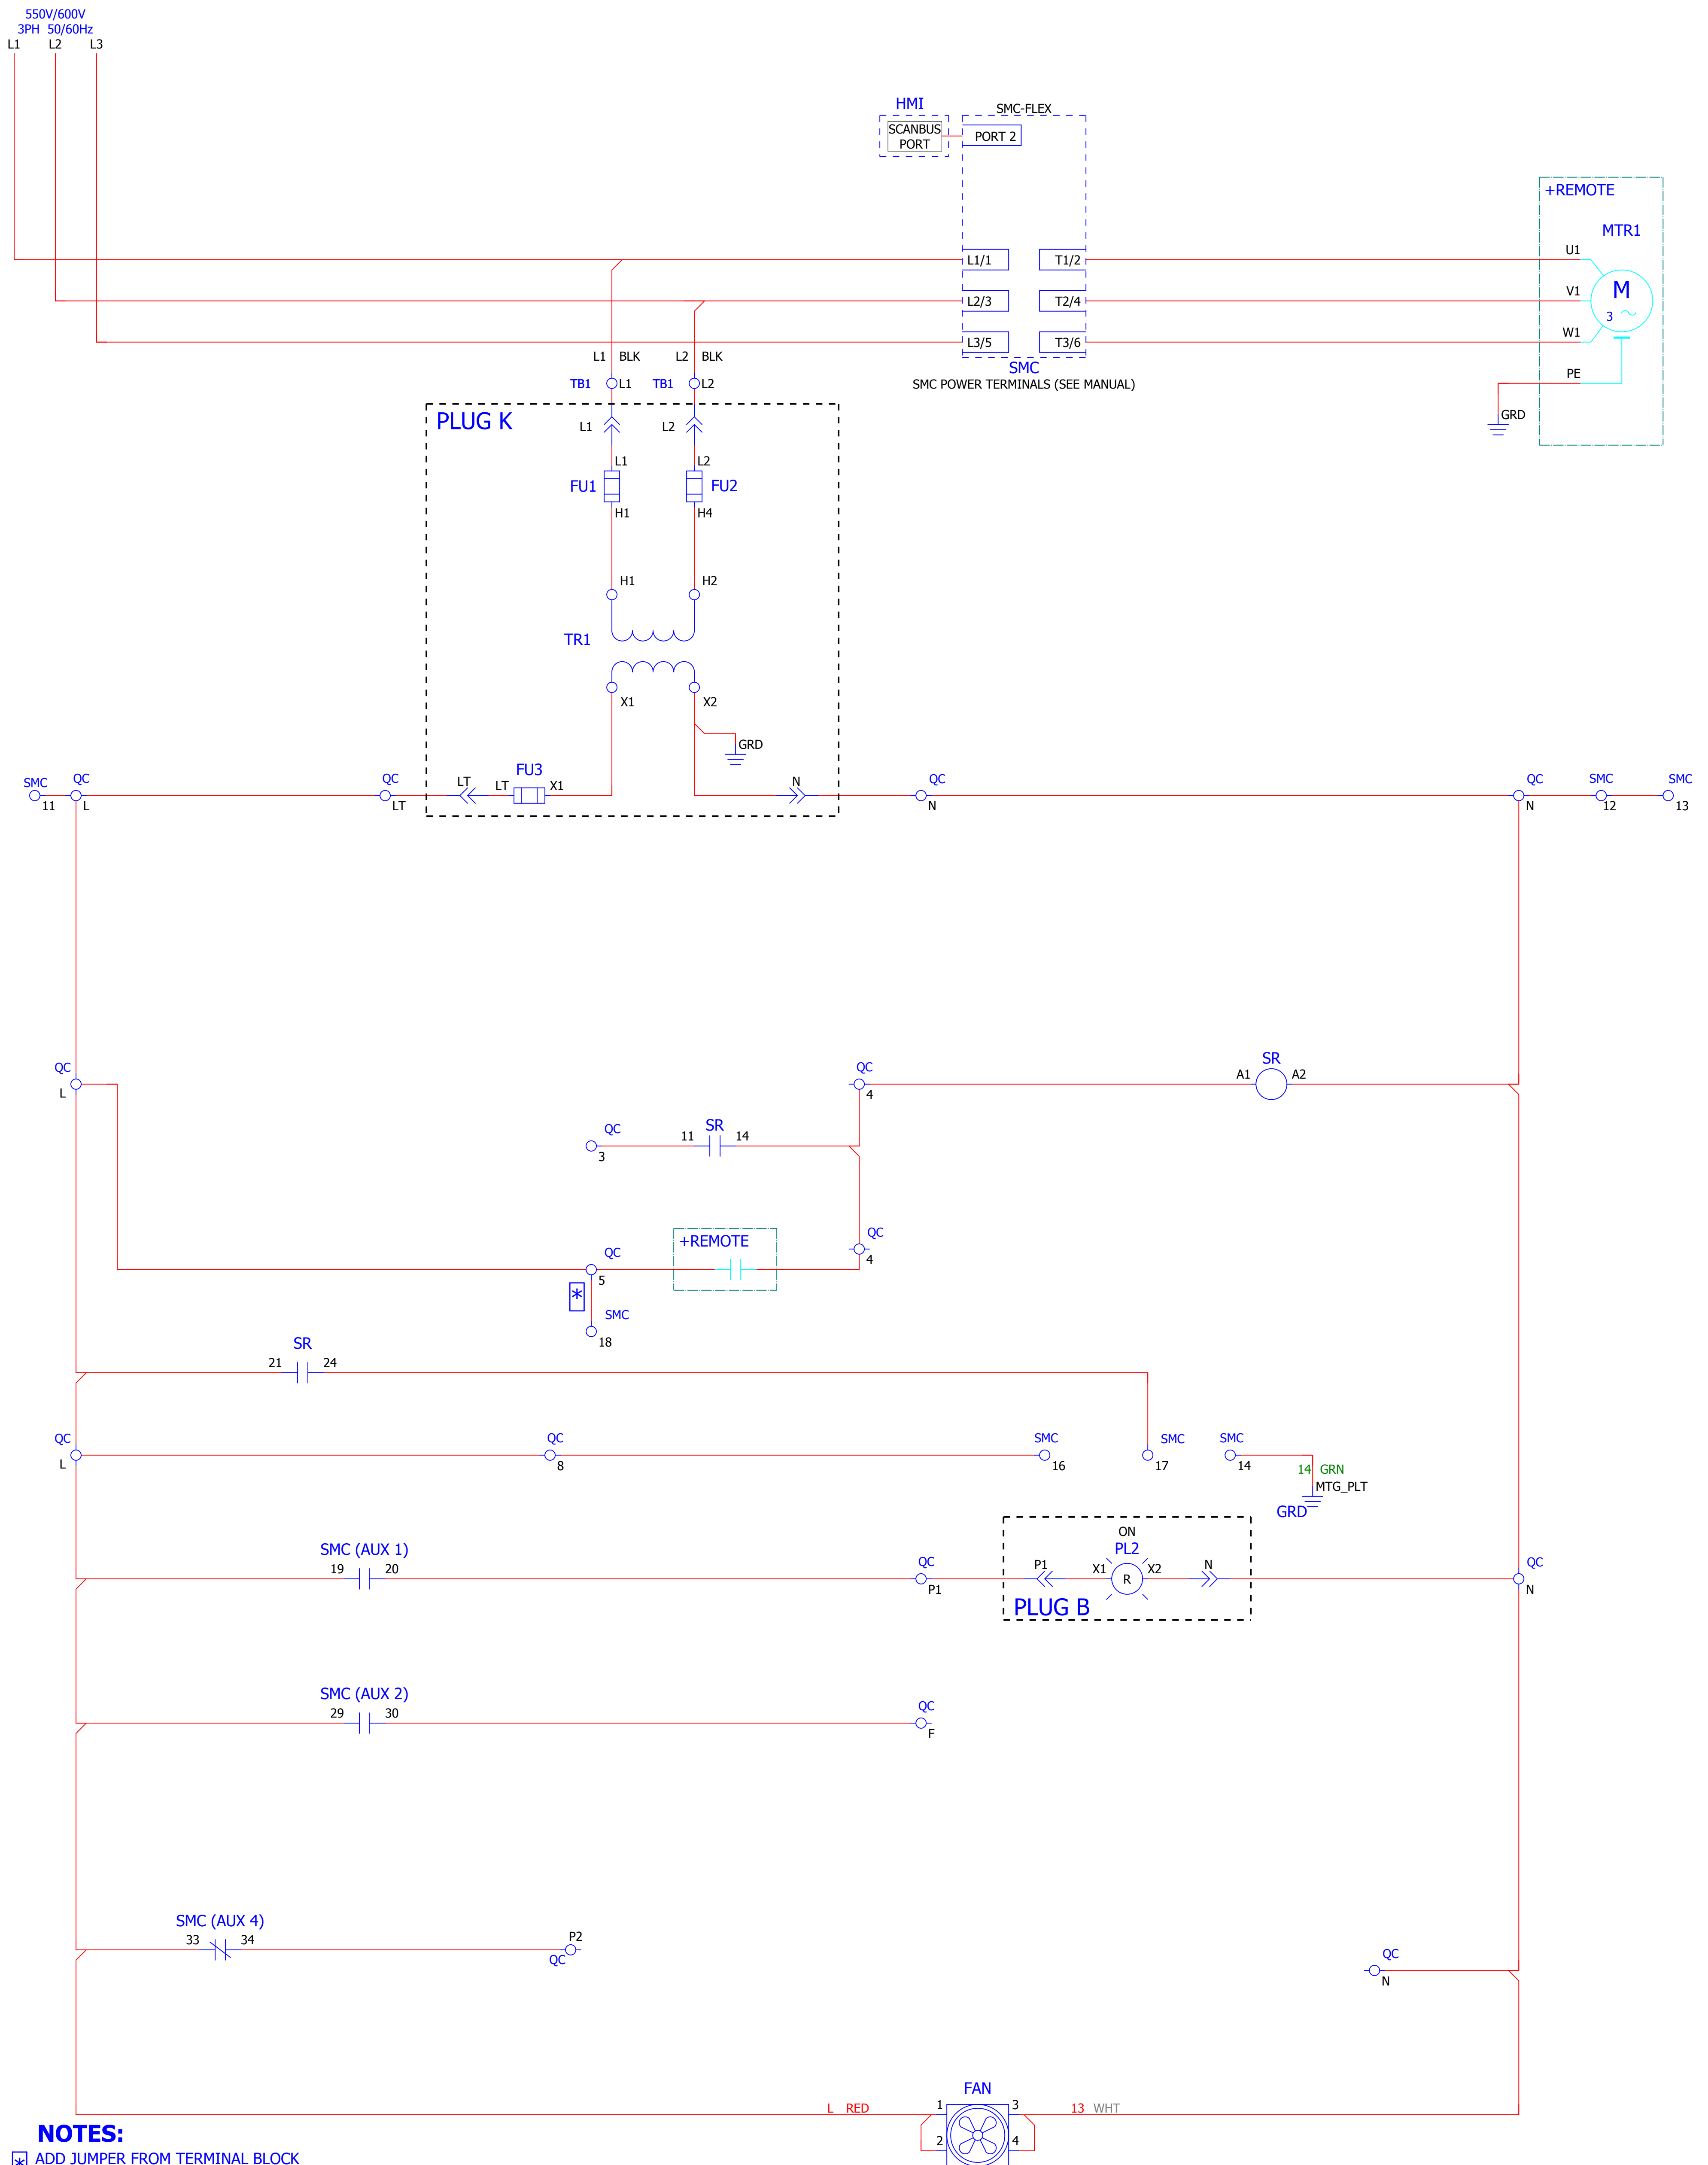 550V/600V
3PH 50/60Hz
L1 L2 L3
HMI
SMC-FLEX
SCANBUS
PORT
PORT 2
+REMOTE
MTR1
L1/1 T1/2 U1
L2/3 T2/4 V1
M
3
L3/5 T3/6 W1
L1 BLK L2 BLK
SMC
SMC POWER TERMINALS (SEE MANUAL)
PE
TB1 L1 TB1 L2
GRD
PLUG K
L1 L2
L1 L2
FU1 FU2
H1 H4
H1 H2
TR1
X1 X2
GRD
FU3
SMC QC QC LT LT X1 N QC QC SMC SMC
11 L LT N N 12 13
QC QC SR
L 4 A1 A2
QC SR
3 11 14
QC +REMOTE QC
5 4
*
SMC
18
SR
21 24
QC QC SMC SMC SMC
L 8 16 17 14
14 GRN
MTG_PLT
GRD
ON
SMC (AUX 1) PL2
19 20 QC P1 X1 X2 N QC
R
P1 N
PLUG B
SMC (AUX 2)
29 30 QC
F
SMC (AUX 4)
33 34 P2
QC QC
N
FAN
L RED 1 3 13 WHT
2 4
NOTES:
* ADD JUMPER FROM TERMINAL BLOCK